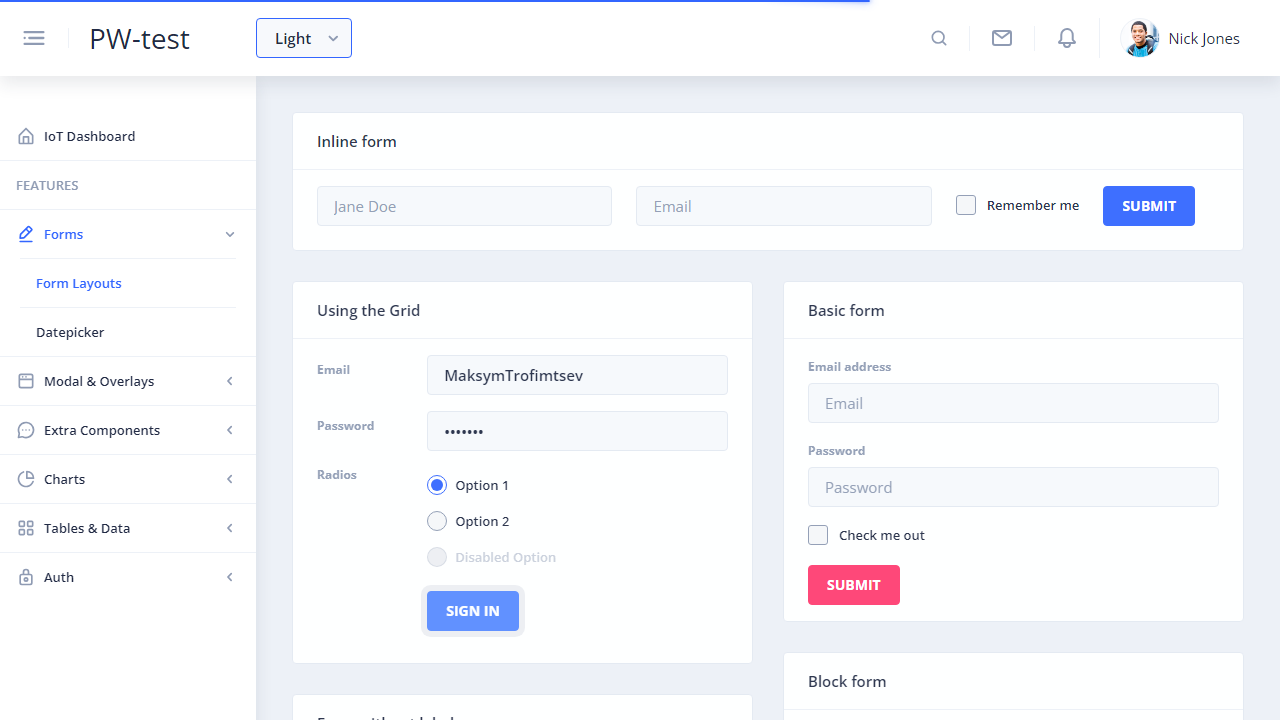 PW-test
Light
Nick Jones
IoT Dashboard
FEATURES
Forms
Form Layouts
Datepicker
Modal & Overlays
Extra Components
Charts
Tables & Data
Auth
Inline form
Jane Doe
Email
Remember me
SUBMIT
Using the Grid
Email
MaksymTrofimtsev
Password
•••••••
Radios
Option 1
Option 2
Disabled Option
SIGN IN
Basic form
Email address
Email
Password
Password
Check me out
SUBMIT
Block form